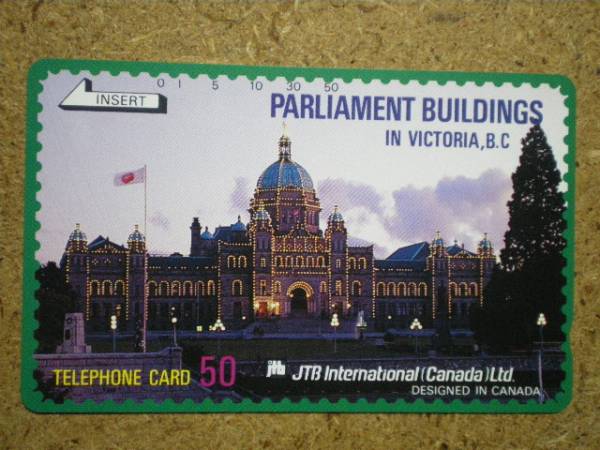 0 1 5 10 30 50
INSERT
PARLIAMENT BUILDINGS
IN VICTORIA,B.C
TELEPHONE CARD 50
jtb JTB International (Canada) Ltd.
DESIGNED IN CANADA